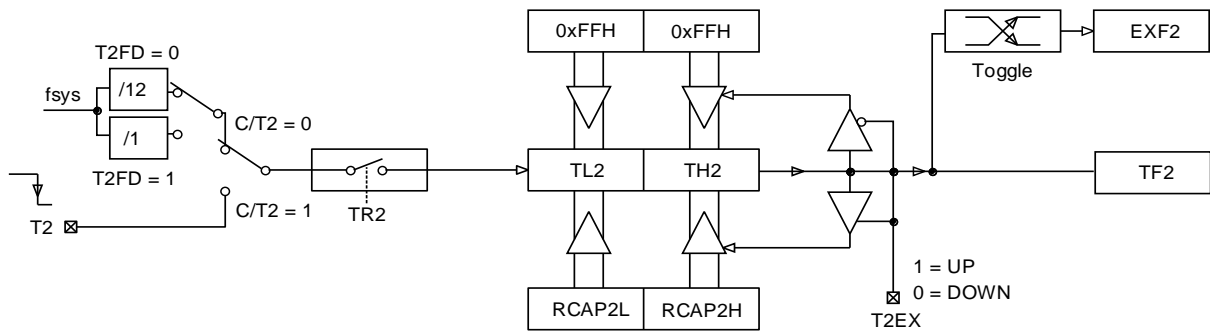 0xFFH 0xFFH EXF2
T2FD = 0
Toggle
/12
fsys
C/T2 = 0
/1
TL2 TH2 TF2
T2FD = 1
C/T2 = 1
TR2
T2
1 = UP
0 = DOWN
RCAP2L RCAP2H
T2EX